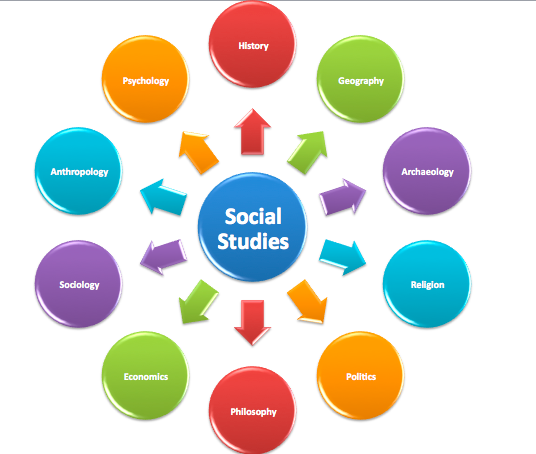 History
Psychology
Geography
Anthropology
Archaeology
Social
Studies
Sociology
Religion
Economics
Politics
Philosophy